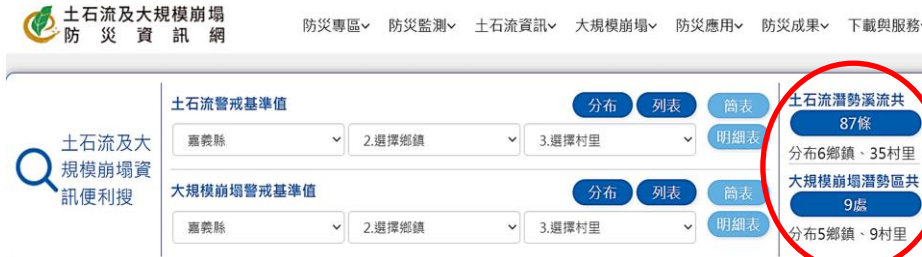 土石流及大規模崩塌
防災資訊網
防災專區 防災監測 土石流資訊 大規模崩塌 防災應用 防災成果 下載與服務
土石流及大
規模崩塌資
訊便利搜
土石流警戒基準值
分布 列表 簡表
嘉義縣 2.選擇鄉鎮 3.選擇村里 明細表
大規模崩塌警戒基準值
分布 列表 簡表
嘉義縣 2.選擇鄉鎮 3.選擇村里 明細表
土石流潛勢溪流共
87條
分布6鄉鎮、35村里
大規模崩塌潛勢區共
9處
分布5鄉鎮、9村里